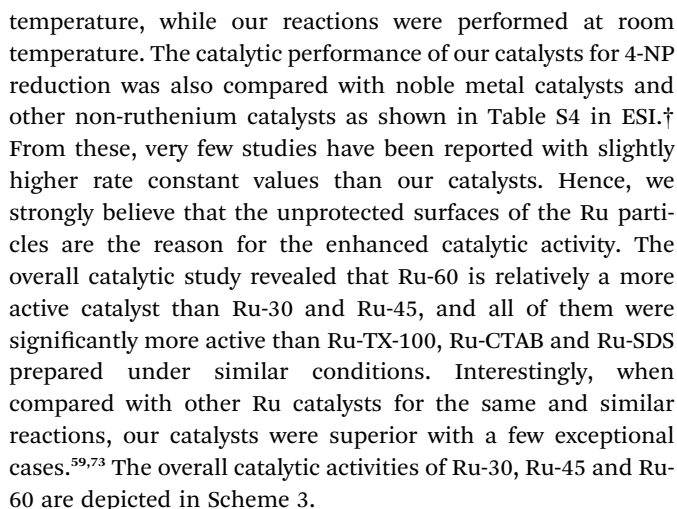 temperature, while our reactions were performed at room
temperature. The catalytic performance of our catalysts for 4-NP
reduction was also compared with noble metal catalysts and
other non-ruthenium catalysts as shown in Table S4 in ESI.†
From these, very few studies have been reported with slightly
higher rate constant values than our catalysts. Hence, we
strongly believe that the unprotected surfaces of the Ru parti-
cles are the reason for the enhanced catalytic activity. The
overall catalytic study revealed that Ru-60 is relatively a more
active catalyst than Ru-30 and Ru-45, and all of them were
significantly more active than Ru-TX-100, Ru-CTAB and Ru-SDS
prepared under similar conditions. Interestingly, when
compared with other Ru catalysts for the same and similar
reactions, our catalysts were superior with a few exceptional
cases.59,73 The overall catalytic activities of Ru-30, Ru-45 and Ru-
60 are depicted in Scheme 3.